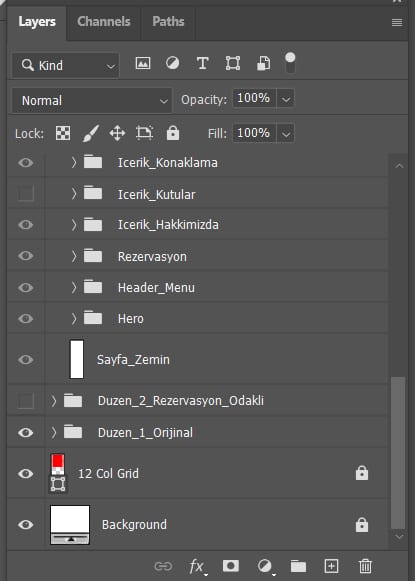 Layers Channels Paths
Kind
Normal Opacity: 100%
Lock: Fill: 100%
Icerik_Konaklama
Icerik_Kutular
Icerik_Hakkimizda
Rezervasyon
Header_Menu
Hero
Sayfa_Zemin
Duzen_2_Rezervasyon_Odakli
Duzen_1_Orijinal
12 Col Grid
Background
fx